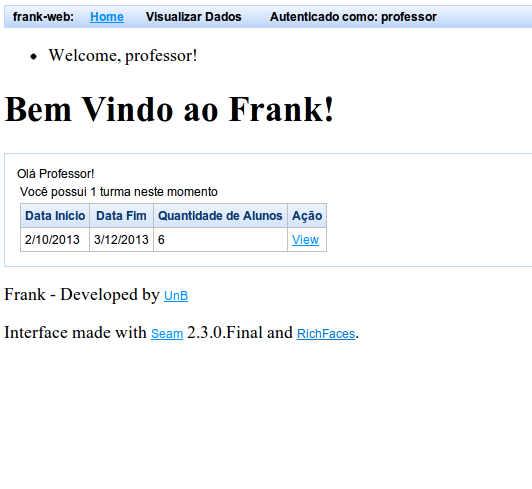 frank-web: Home Visualizar Dados Autenticado como: professor
Welcome, professor!
Bem Vindo ao Frank!
Olá Professor!
Você possui 1 turma neste momento
Data Início Data Fim Quantidade de Alunos Ação
2/10/2013 3/12/2013 6 View
Frank - Developed by UnB
Interface made with Seam 2.3.0.Final and RichFaces.